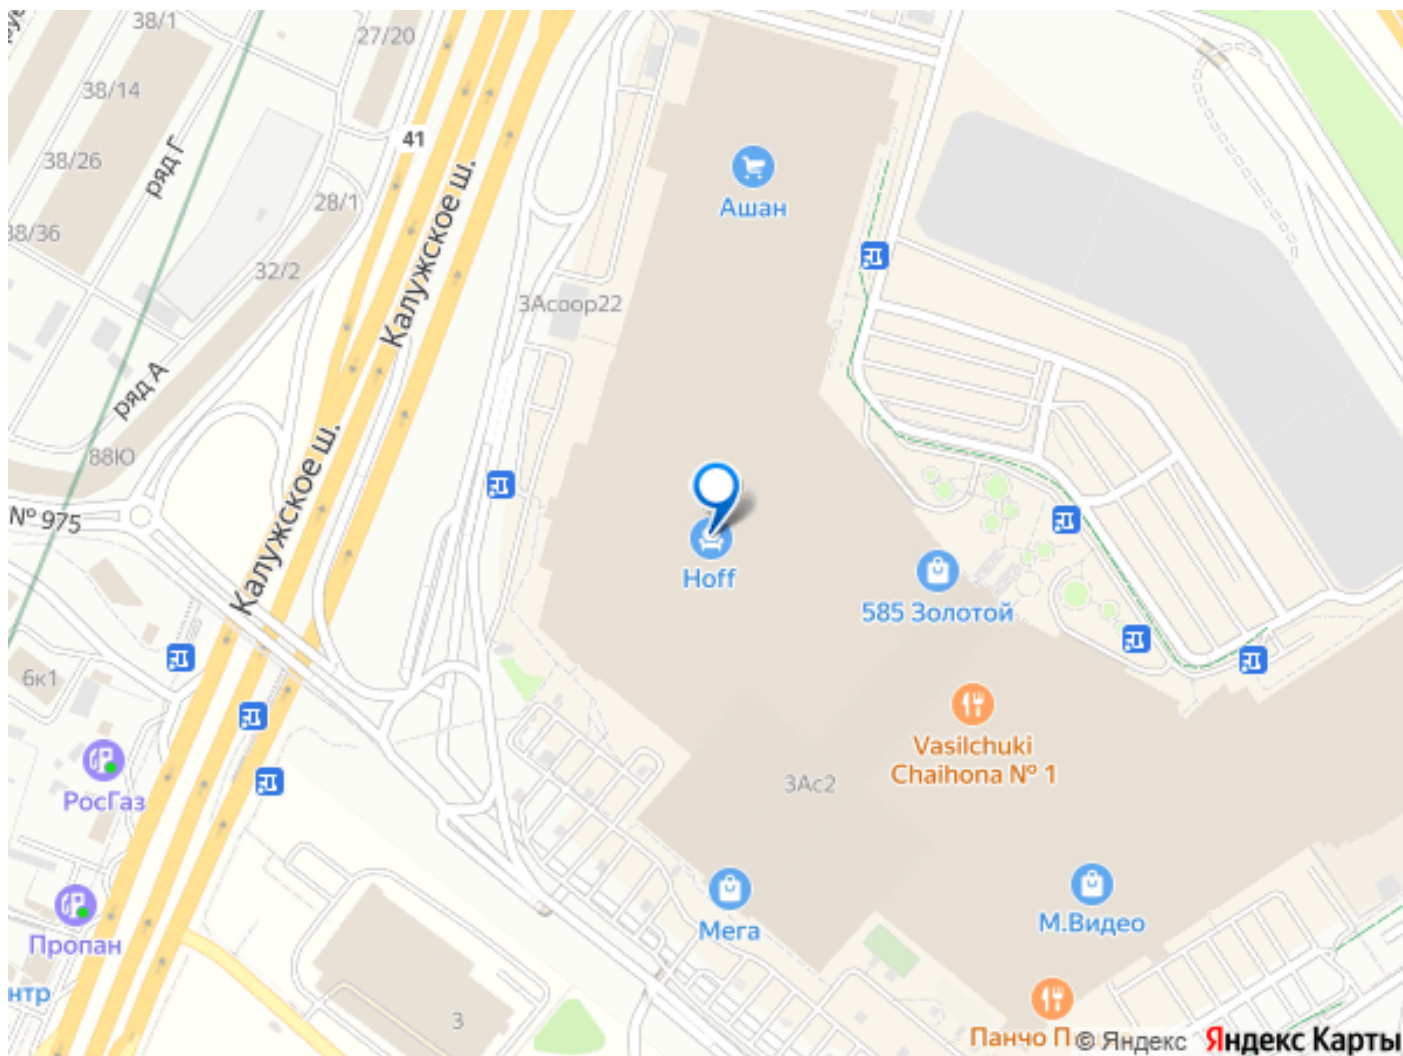 38/1
27/20
38/14
41
38/26
ряд Г
Калужское ш.
Ашан
28/1
38/36
32/2
3Асоор22
ряд А
88Ю
Калужское ш.
№ 975
Hoff
585 Золотой
6к1
Vasilchuki
Chaihona № 1
3Ас2
РосГаз
Мега
М.Видео
Пропан
нтр
3
Панчо П
© Яндекс Яндекс Карты